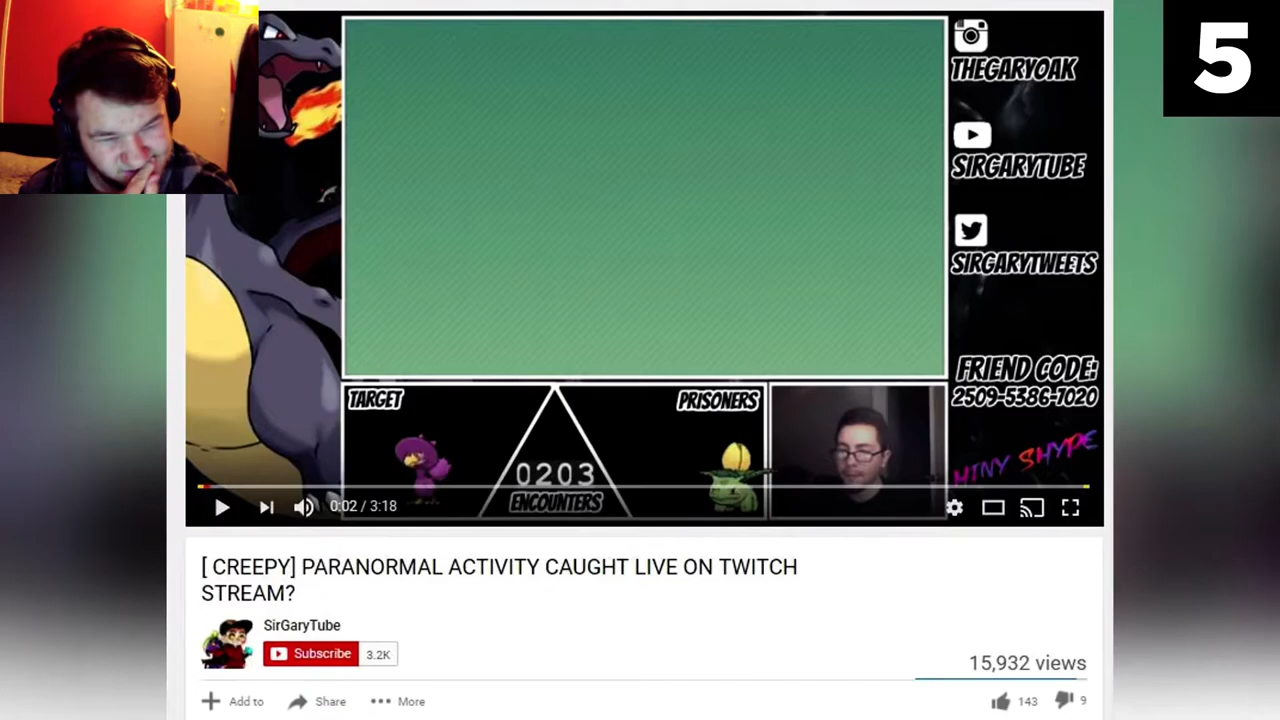 5
THEGARYOAK
SIRGARYTUBE
SIRGARYTWEETS
FRIEND CODE:
2509-5386-7020
HINY SHYPE
TARGET
PRISONERS
0203
ENCOUNTERS
0:02 / 3:18
[ CREEPY] PARANORMAL ACTIVITY CAUGHT LIVE ON TWITCH
STREAM?
SirGaryTube
Subscribe 3.2K
15,932 views
Add to Share More 143 9